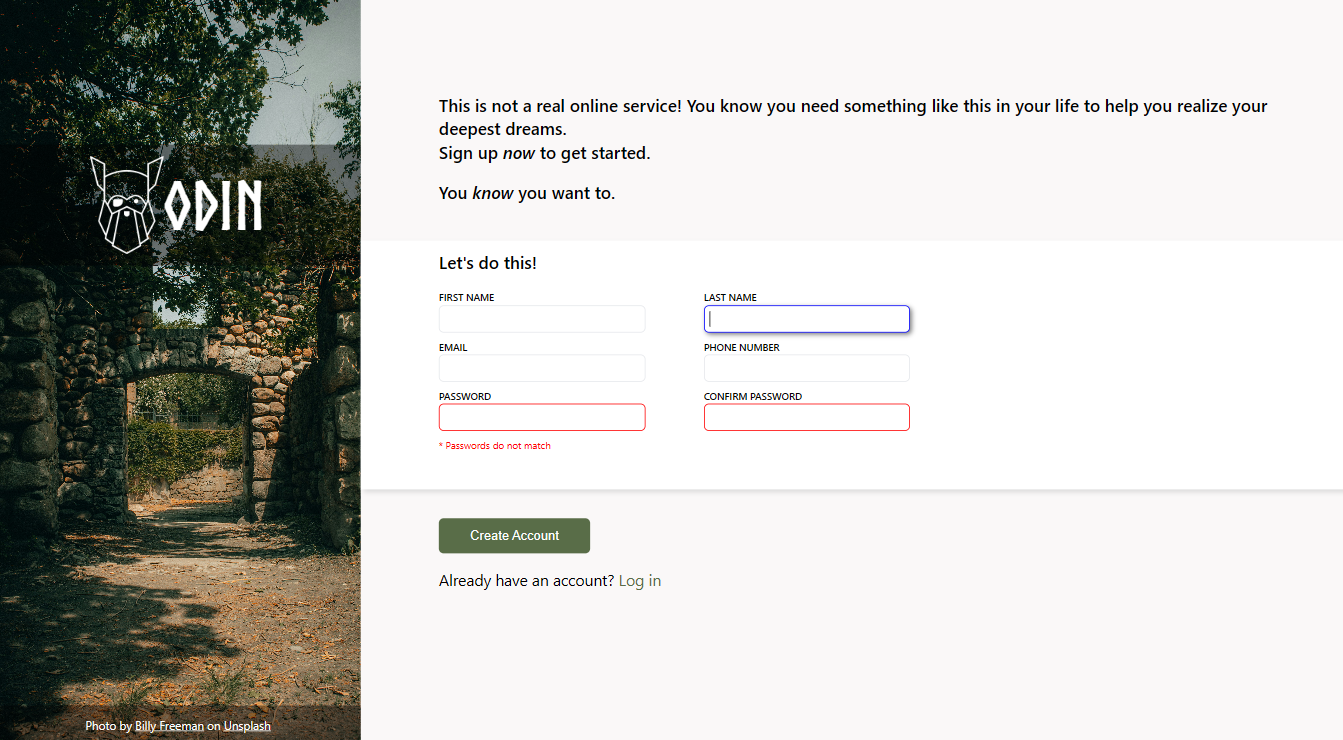 ODIN
This is not a real online service! You know you need something like this in your life to help you realize your
deepest dreams.
Sign up now to get started.
You know you want to.
Let's do this!
FIRST NAME
LAST NAME
EMAIL
PHONE NUMBER
PASSWORD
CONFIRM PASSWORD
* Passwords do not match
Create Account
Already have an account? Log in
Photo by Billy Freeman on Unsplash